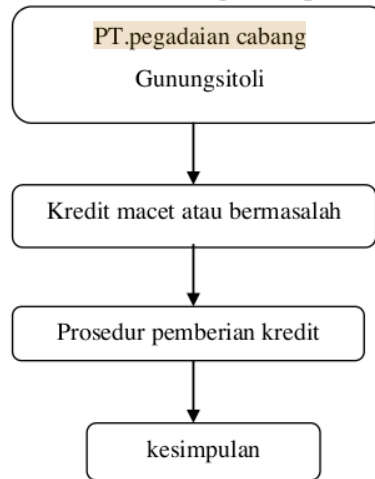 PT.pegadaian cabang
Gunungsitoli
Kredit macet atau bermasalah
Prosedur pemberian kredit
kesimpulan